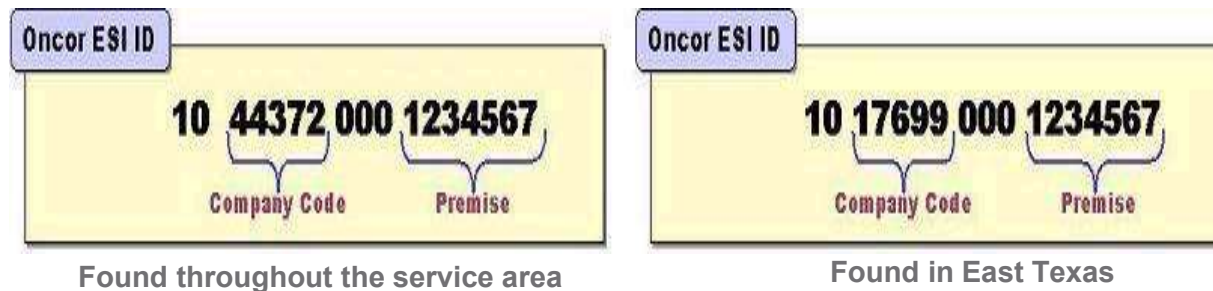 Oncor ESI ID
10 44372 000 1234567
Company Code Premise
Found throughout the service area
Oncor ESI ID
10 17699 000 1234567
Company Code Premise
Found in East Texas